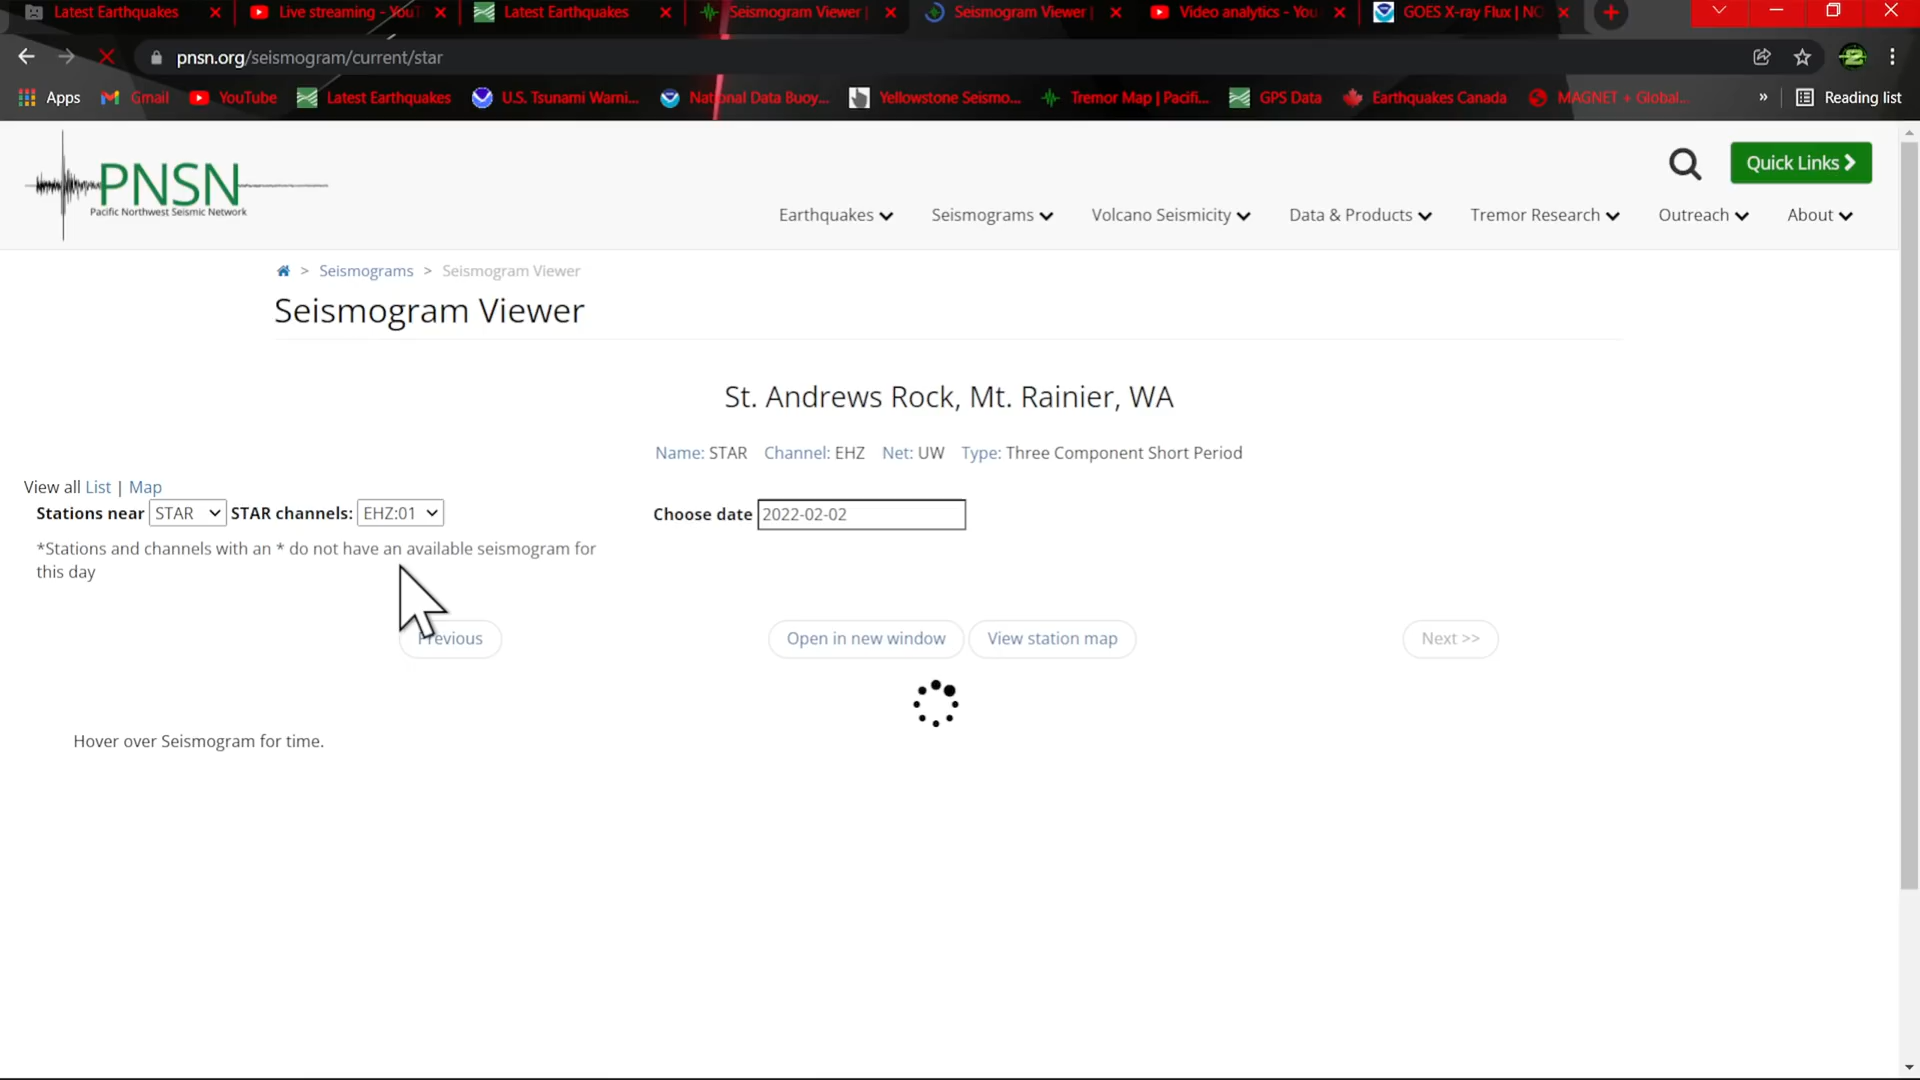 Latest Earthquakes Live streaming - YouT Latest Earthquakes Seismogram Viewer | Seismogram Viewer | Video analytics - You GOES X-ray Flux | NO
pnsn.org/seismogram/current/star
Apps Gmail YouTube Latest Earthquakes U.S. Tsunami Warni... National Data Buoy... Yellowstone Seismo... Tremor Map | Pacifi... GPS Data Earthquakes Canada MAGNET + Global... » Reading list
PNSN
Pacific Northwest Seismic Network
Quick Links
Earthquakes Seismograms Volcano Seismicity Data & Products Tremor Research Outreach About
> Seismograms > Seismogram Viewer
Seismogram Viewer
St. Andrews Rock, Mt. Rainier, WA
Name: STAR Channel: EHZ Net: UW Type: Three Component Short Period
View all List | Map
Stations near STAR STAR channels: EHZ:01 Choose date 2022-02-02
*Stations and channels with an * do not have an available seismogram for
this day
Previous Open in new window View station map Next >>
Hover over Seismogram for time.